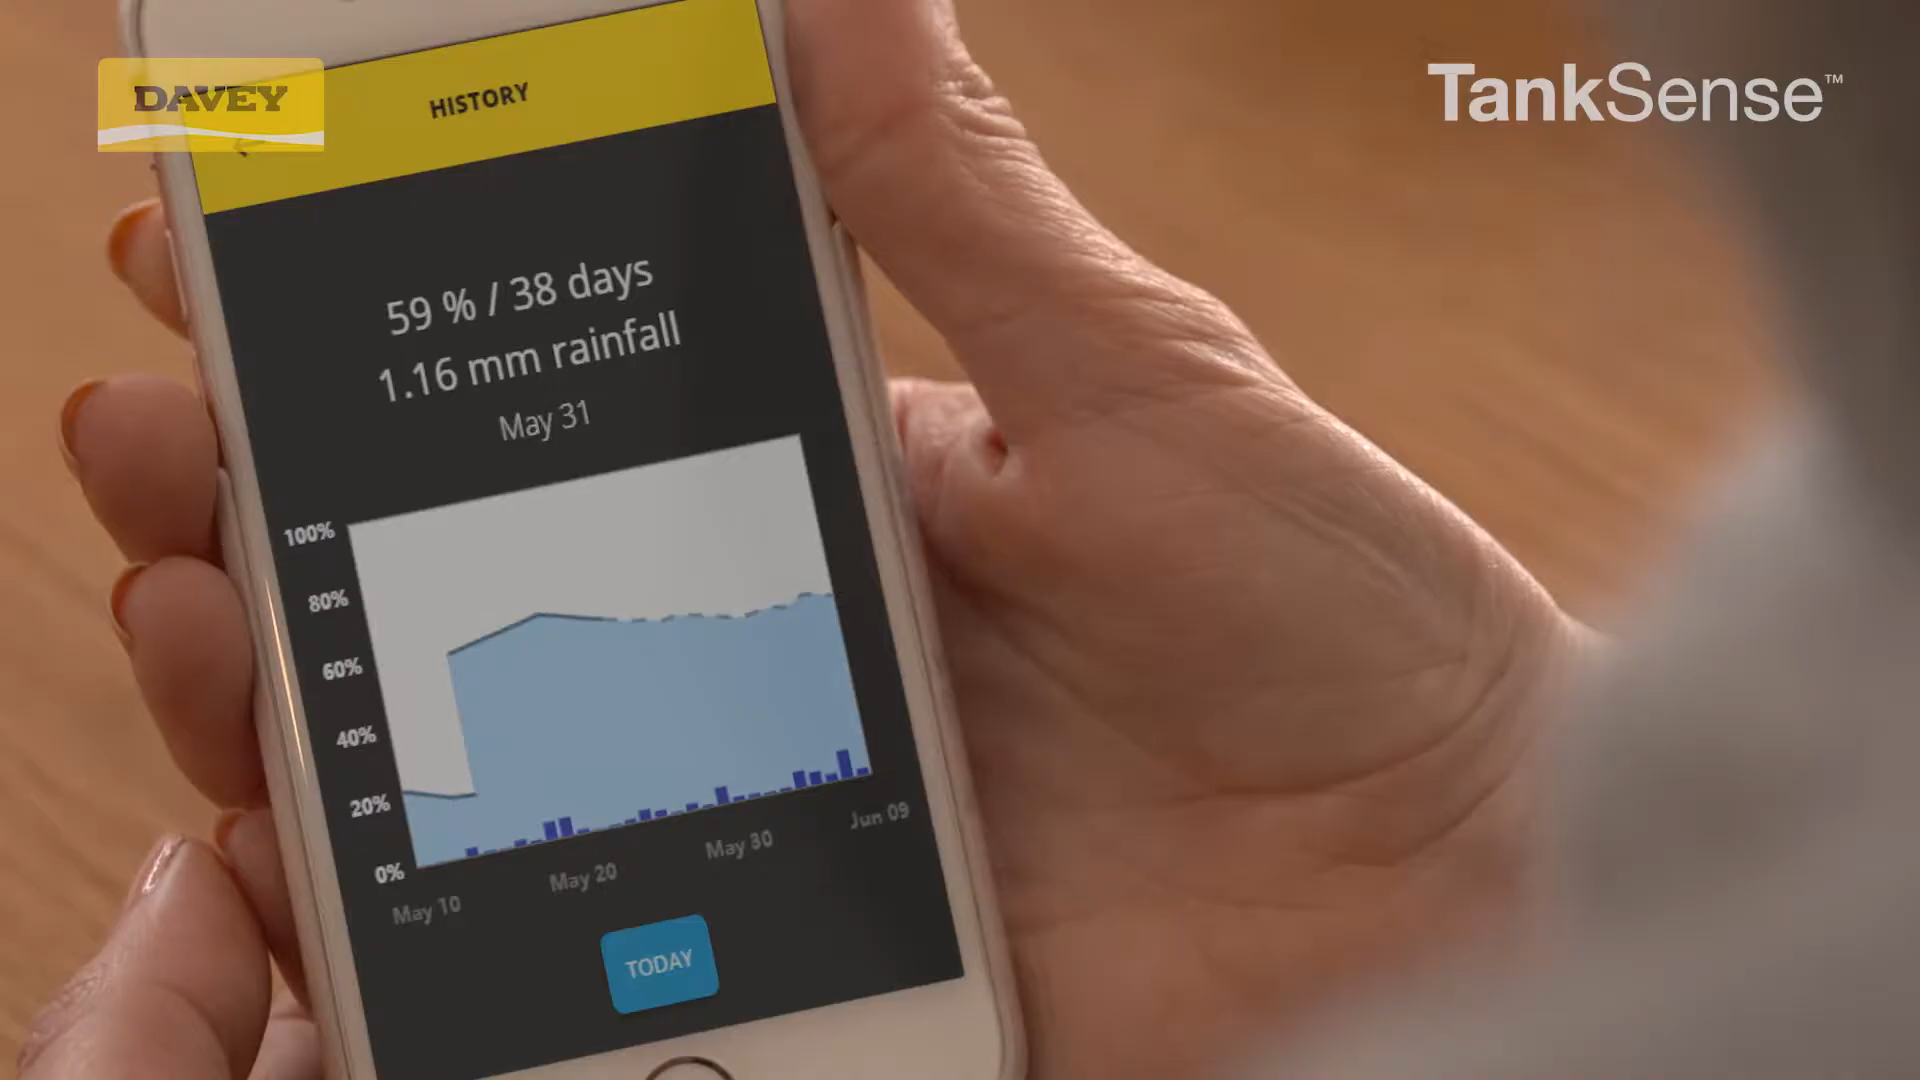 DAVEY
TankSense™
HISTORY
59 % / 38 days
1.16 mm rainfall
May 31
100%
80%
60%
40%
20%
0%
May 10
May 20
May 30
Jun 09
TODAY